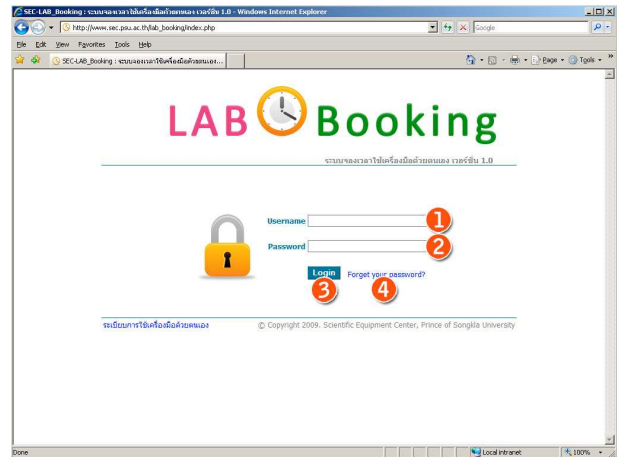 SEC-LAB_Booking : ระบบจองเวลาใช้เครื่องมือด้วยตนเอง เวอร์ชั่น 1.0 - Windows Internet Explorer
http://www.sec.psu.ac.th/lab_booking/index.php
Google
File Edit View Favorites Tools Help
SEC-LAB_Booking : ระบบจองเวลาใช้เครื่องมือด้วยตนเอง...
Page Tools
LAB Booking
ระบบจองเวลาใช้เครื่องมือด้วยตนเอง เวอร์ชั่น 1.0
Username 1
Password 2
Login Forget your password?
3 4
ระเบียบการใช้เครื่องมือด้วยตนเอง © Copyright 2009. Scientific Equipment Center, Prince of Songkla University
Done Local intranet 100%